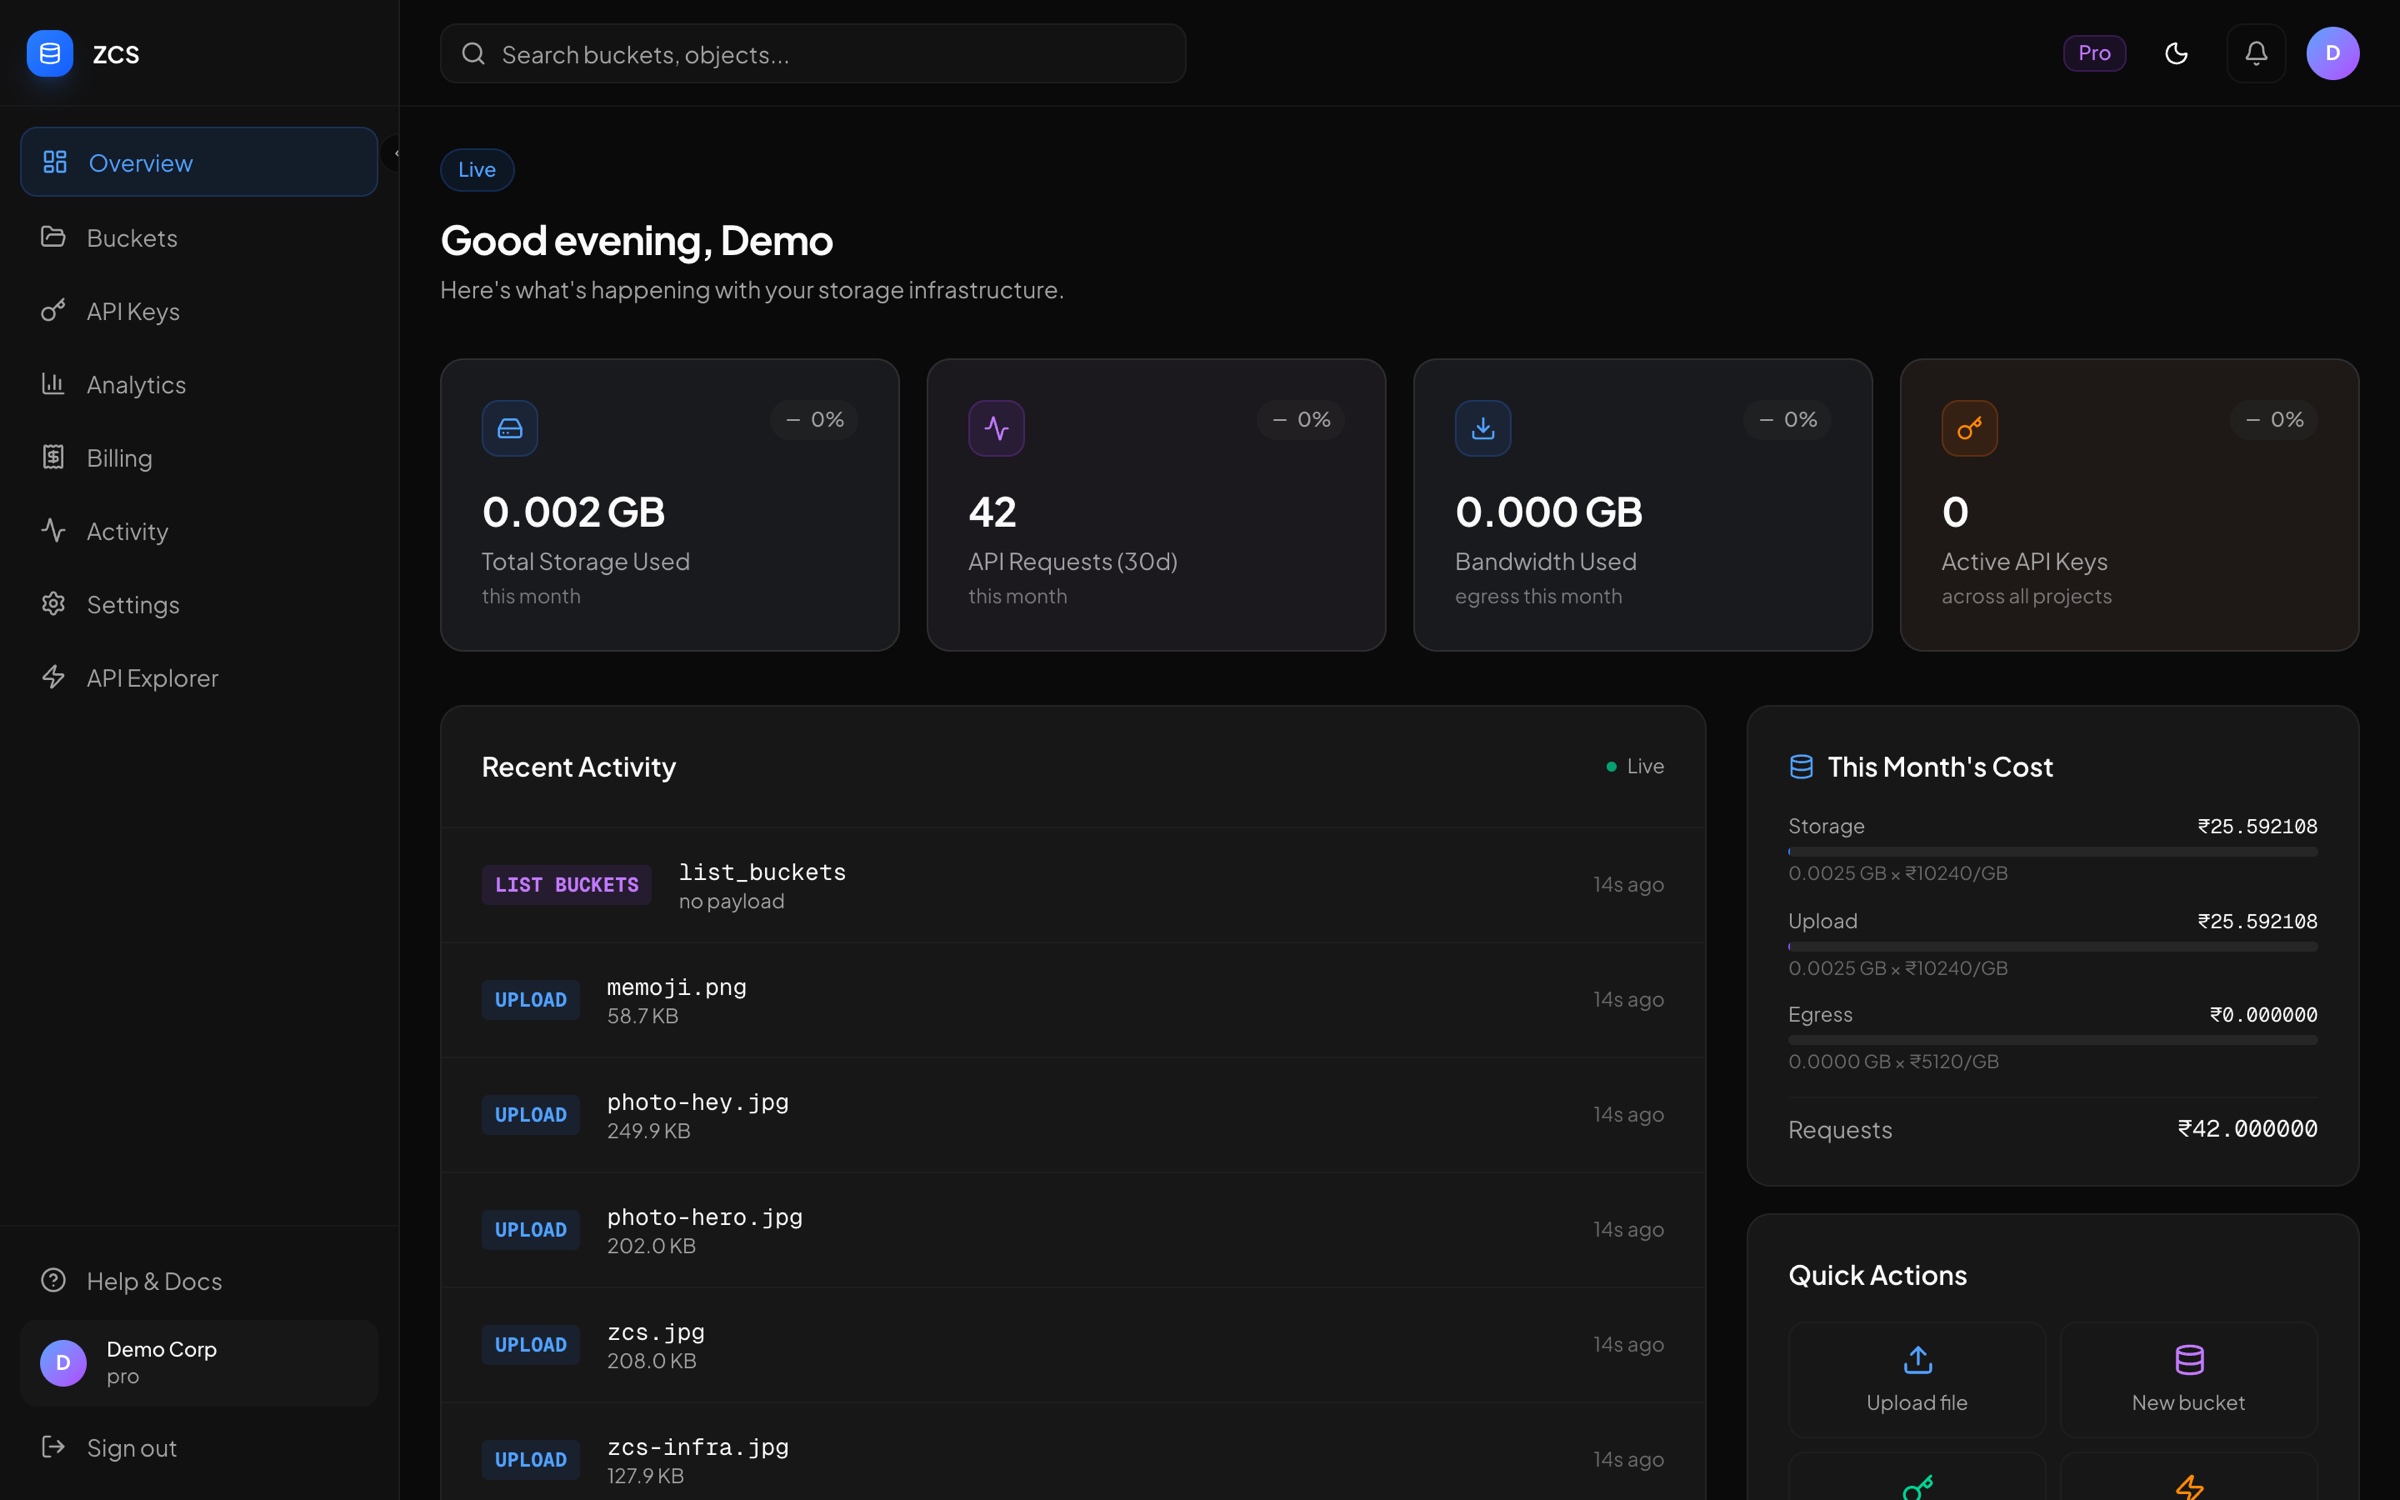 ZCS
Search buckets, objects...
Pro
D
Overview
Buckets
API Keys
Analytics
Billing
Activity
Settings
API Explorer
Help & Docs
D
Demo Corp
pro
Sign out
Live
Good evening, Demo
Here's what's happening with your storage infrastructure.
— 0%
0.002 GB
Total Storage Used
this month
— 0%
42
API Requests (30d)
this month
— 0%
0.000 GB
Bandwidth Used
egress this month
— 0%
0
Active API Keys
across all projects
Recent Activity
Live
LIST BUCKETS
list_buckets
no payload
14s ago
UPLOAD
memoji.png
58.7 KB
14s ago
UPLOAD
photo-hey.jpg
249.9 KB
14s ago
UPLOAD
photo-hero.jpg
202.0 KB
14s ago
UPLOAD
zcs.jpg
208.0 KB
14s ago
UPLOAD
zcs-infra.jpg
127.9 KB
14s ago
This Month's Cost
Storage ₹25.592108
0.0025 GB × ₹10240/GB
Upload ₹25.592108
0.0025 GB × ₹10240/GB
Egress ₹0.000000
0.0000 GB × ₹5120/GB
Requests ₹42.000000
Quick Actions
Upload file
New bucket